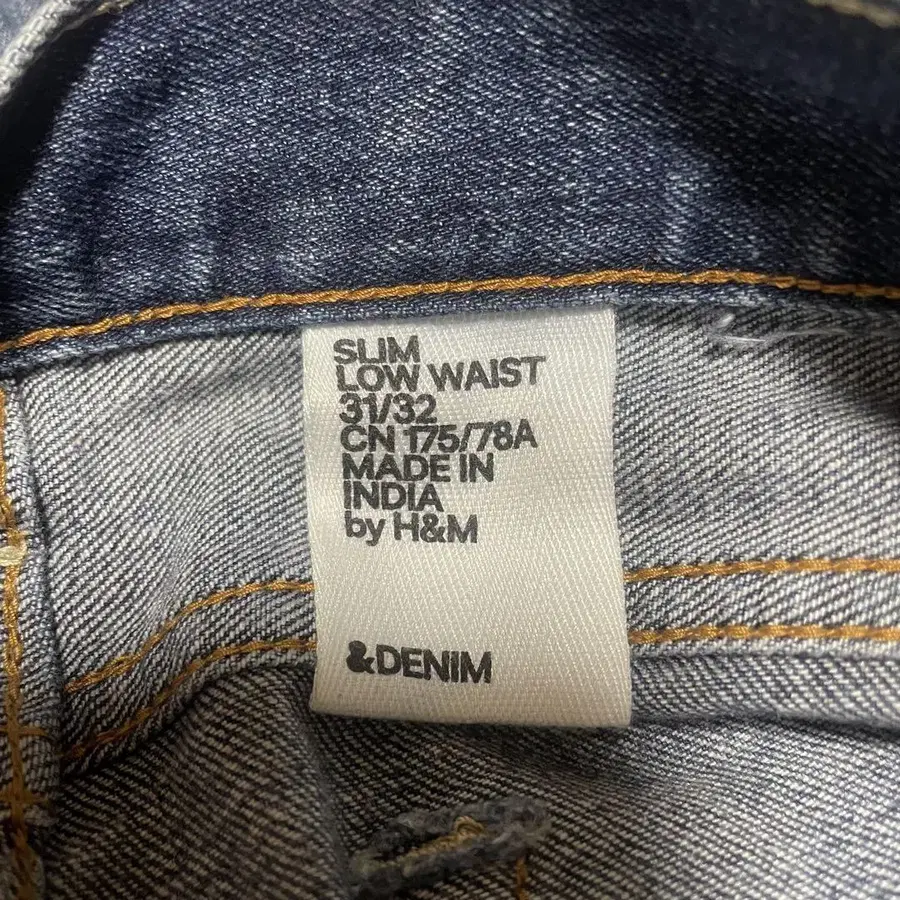 SLIM
LOW WAIST
31/32
CN 175/78A
MADE IN
INDIA
by H&M
&DENIM